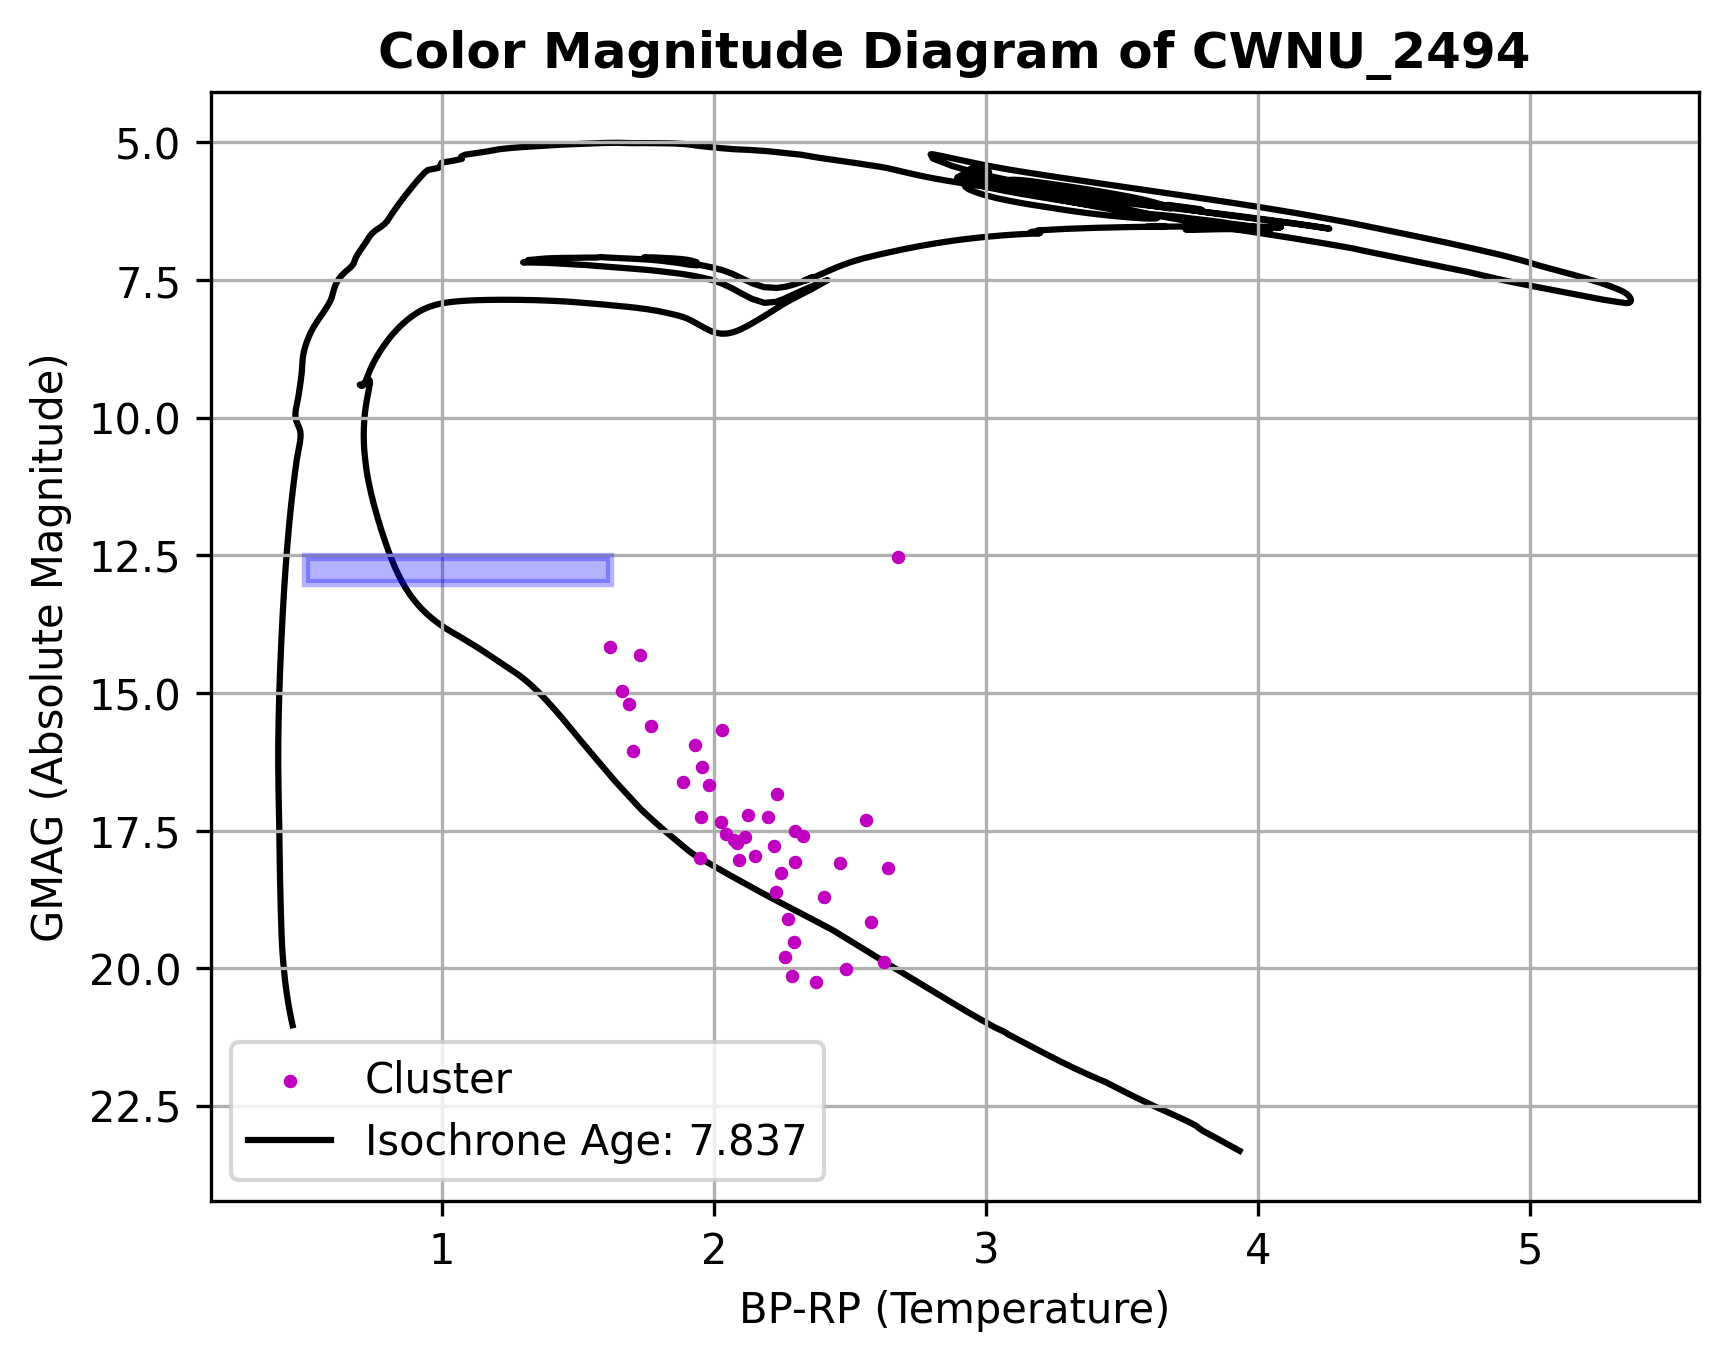 Color Magnitude Diagram of CWNU_2494
GMAG (Absolute Magnitude)
5.0
7.5
10.0
12.5
15.0
17.5
20.0
22.5
Cluster
Isochrone Age: 7.837
1 2 3 4 5
BP-RP (Temperature)